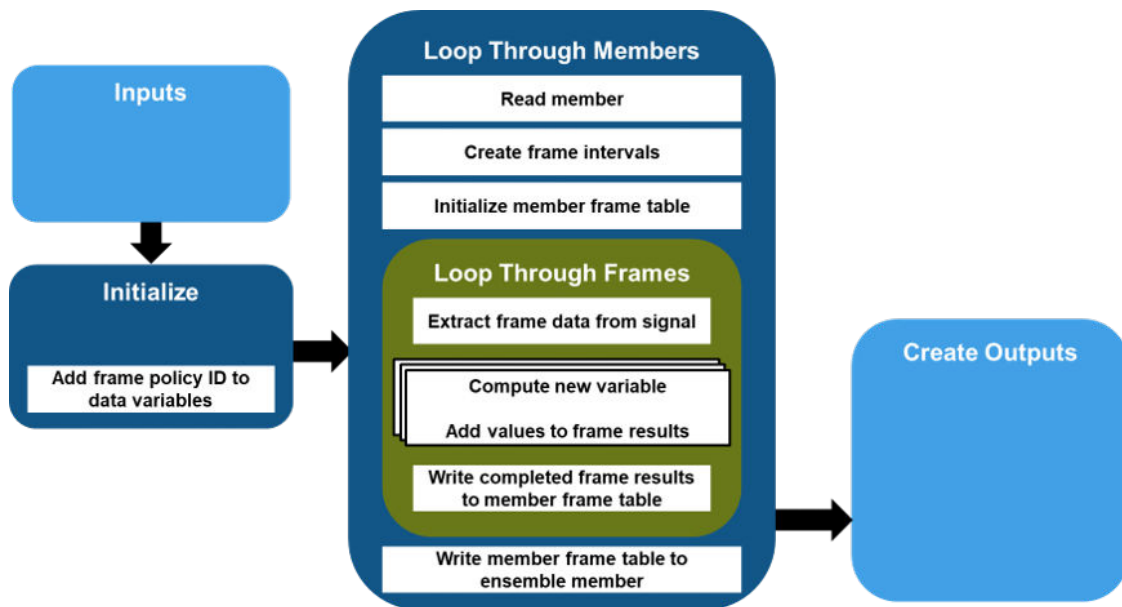 Inputs
Initialize
Add frame policy ID to
data variables
Loop Through Members
Read member
Create frame intervals
Initialize member frame table
Loop Through Frames
Extract frame data from signal
Compute new variable
Add values to frame results
Write completed frame results
to member frame table
Write member frame table to
ensemble member
Create Outputs